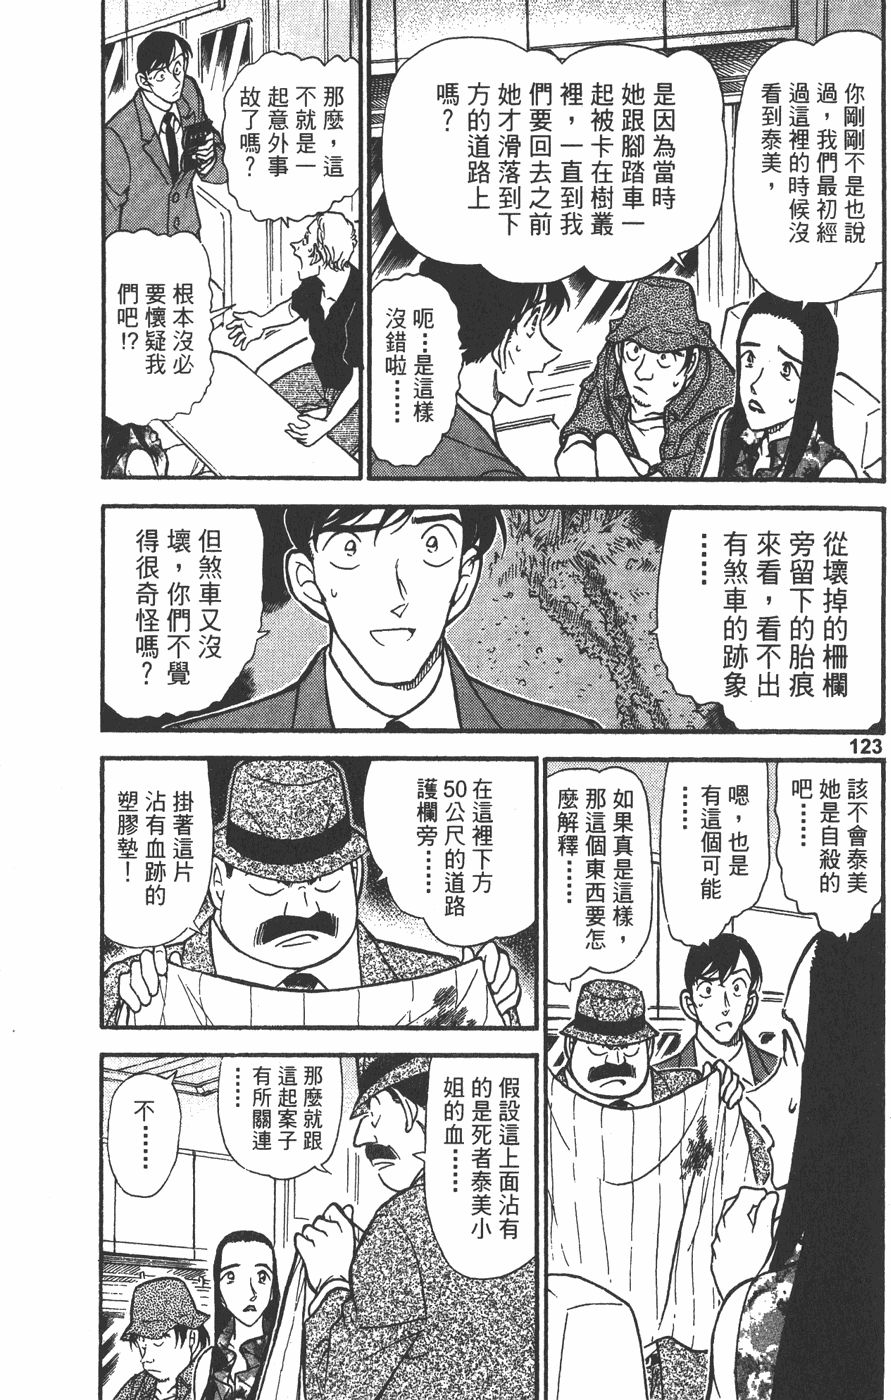 你剛剛不是也說
過，我們最初經
過這裡的時候沒
看到泰美，
是因為當時
她跟腳踏車一
起被卡在樹叢
裡，一直到我
們要回去之前
她才滑落到下
方的道路上
嗎？
呃…是這樣
沒錯啦……
那麼，這
不就是一
起意外事
故了嗎？
根本沒必
要懷疑我
們吧!?
從壞掉的柵欄
旁留下的胎痕
來看，看不出
有煞車的跡象
……
但煞車又沒
壞，你們不覺
得很奇怪嗎？
123
該不會泰美
她是自殺的
吧……
嗯，也是
有這個可能
……
如果真是這樣，
那這個東西要怎
麼解釋……
在這裡下方
50公尺的道路
護欄旁……
掛著這片
沾有血跡的
塑膠墊！
假設這上面沾有
的是死者泰美小
姐的血……
那麼就跟
這起案子
有所關連
……
不……